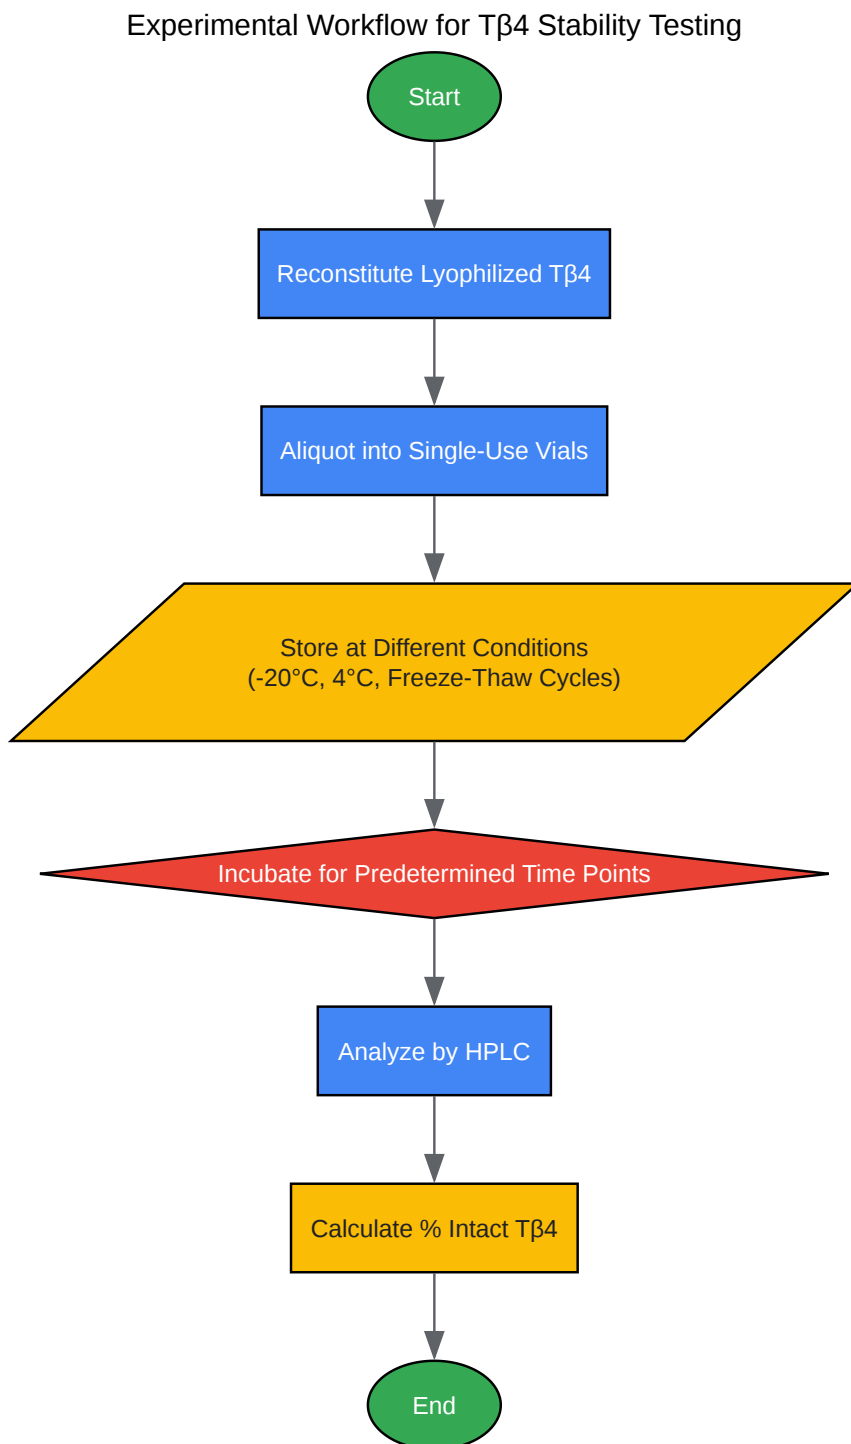 Experimental Workflow for Tβ4 Stability Testing
Start
Reconstitute Lyophilized Tβ4
Aliquot into Single-Use Vials
Store at Different Conditions
(-20°C, 4°C, Freeze-Thaw Cycles)
Incubate for Predetermined Time Points
Analyze by HPLC
Calculate % Intact Tβ4
End